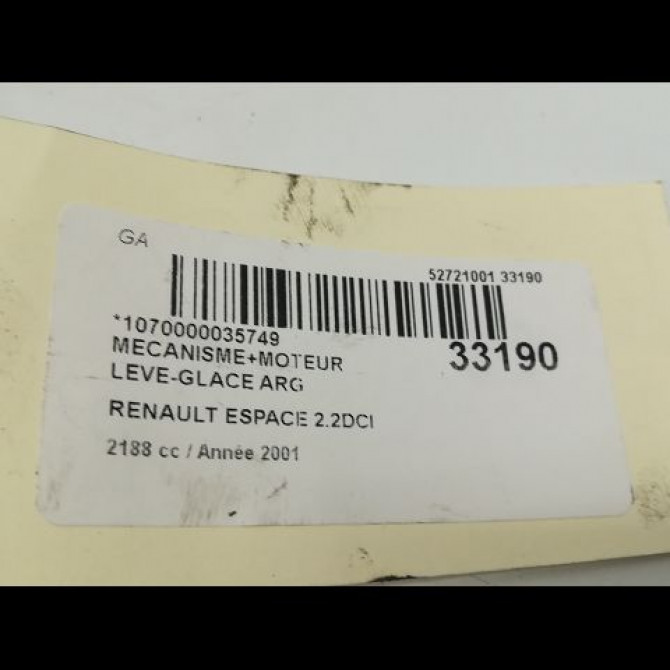 GA
52721001 33190
*1070000035749
33190
MECANISME+MOTEUR
LEVE-GLACE ARG
RENAULT ESPACE 2.2DCI
2188 cc / Année 2001